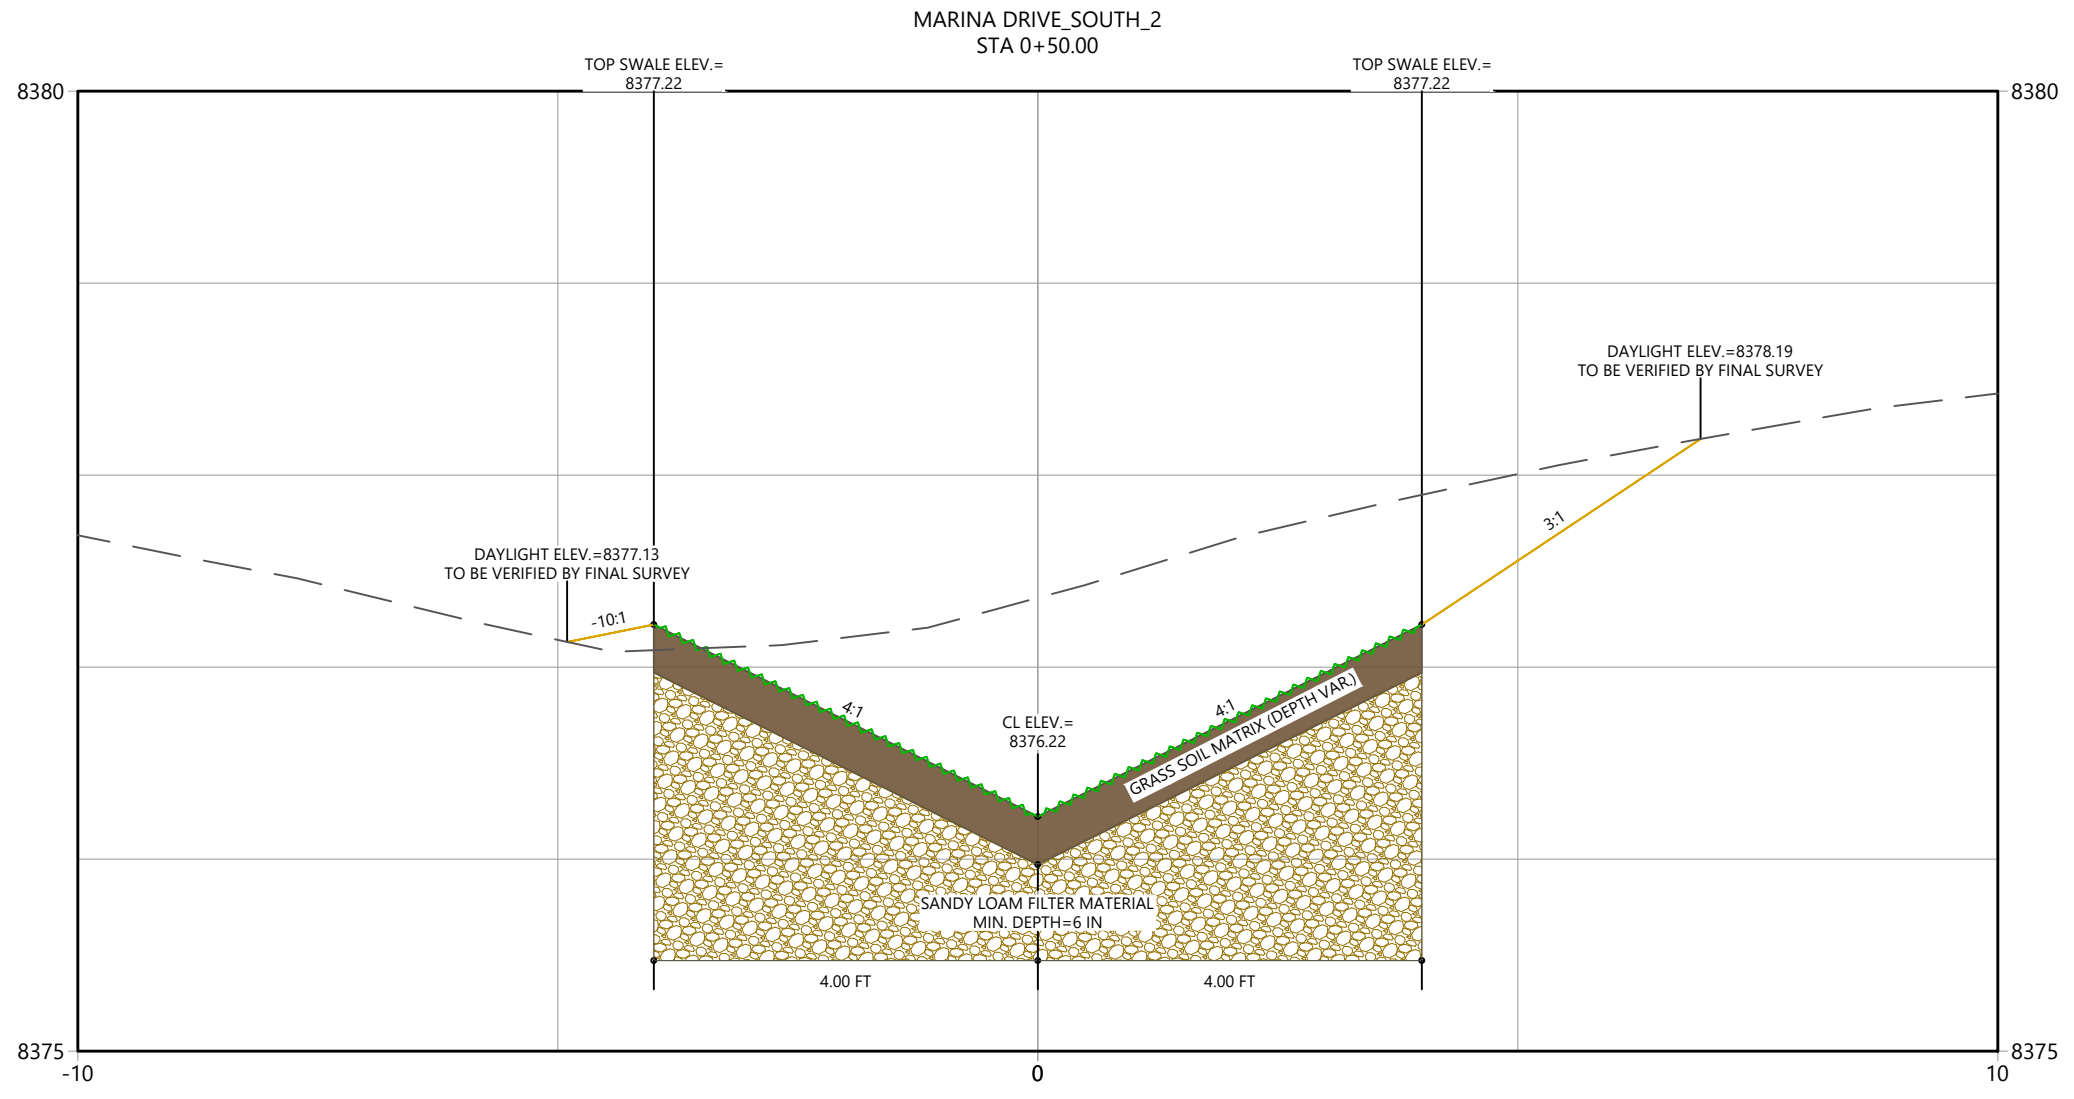 MARINA DRIVE_SOUTH_2
STA 0+50.00
TOP SWALE ELEV.=
8377.22
TOP SWALE ELEV.=
8377.22
8380
8380
DAYLIGHT ELEV.=8378.19
TO BE VERIFIED BY FINAL SURVEY
3:1
DAYLIGHT ELEV.=8377.13
TO BE VERIFIED BY FINAL SURVEY
-10:1
4:1
CL ELEV.=
8376.22
4:1
GRASS SOIL MATRIX (DEPTH VAR.)
SANDY LOAM FILTER MATERIAL
MIN. DEPTH=6 IN
4.00 FT
4.00 FT
8375
8375
-10
0
10